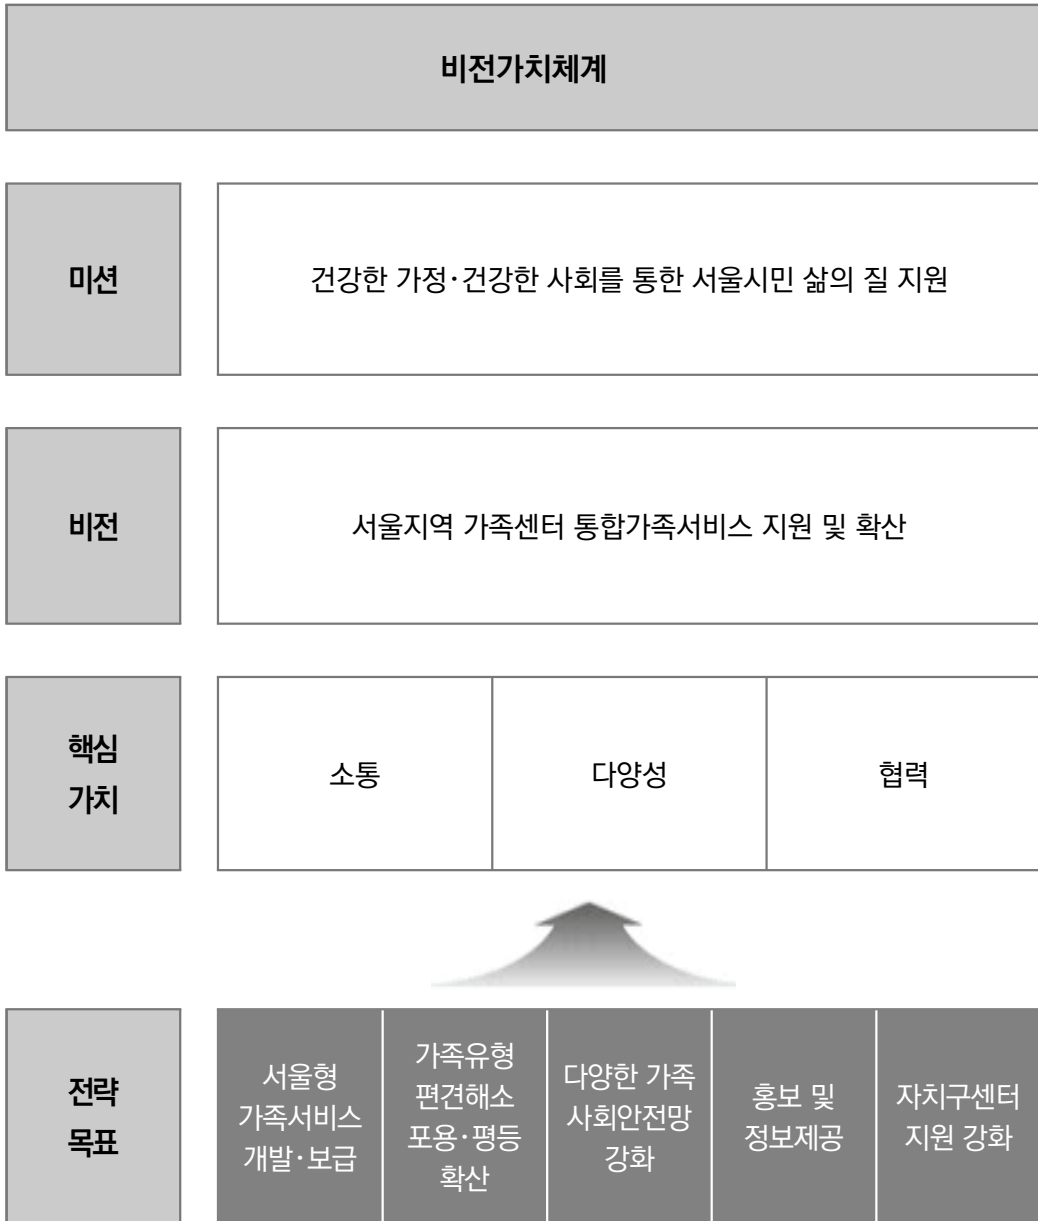 비전가치체계
미션
건강한 가정·건강한 사회를 통한 서울시민 삶의 질 지원
비전
서울지역 가족센터 통합가족서비스 지원 및 확산
핵심
가치
소통
다양성
협력
전략
목표
서울형
가족서비스
개발·보급
가족유형
편견해소
포용·평등
확산
다양한 가족
사회안전망
강화
홍보 및
정보제공
자치구센터
지원 강화